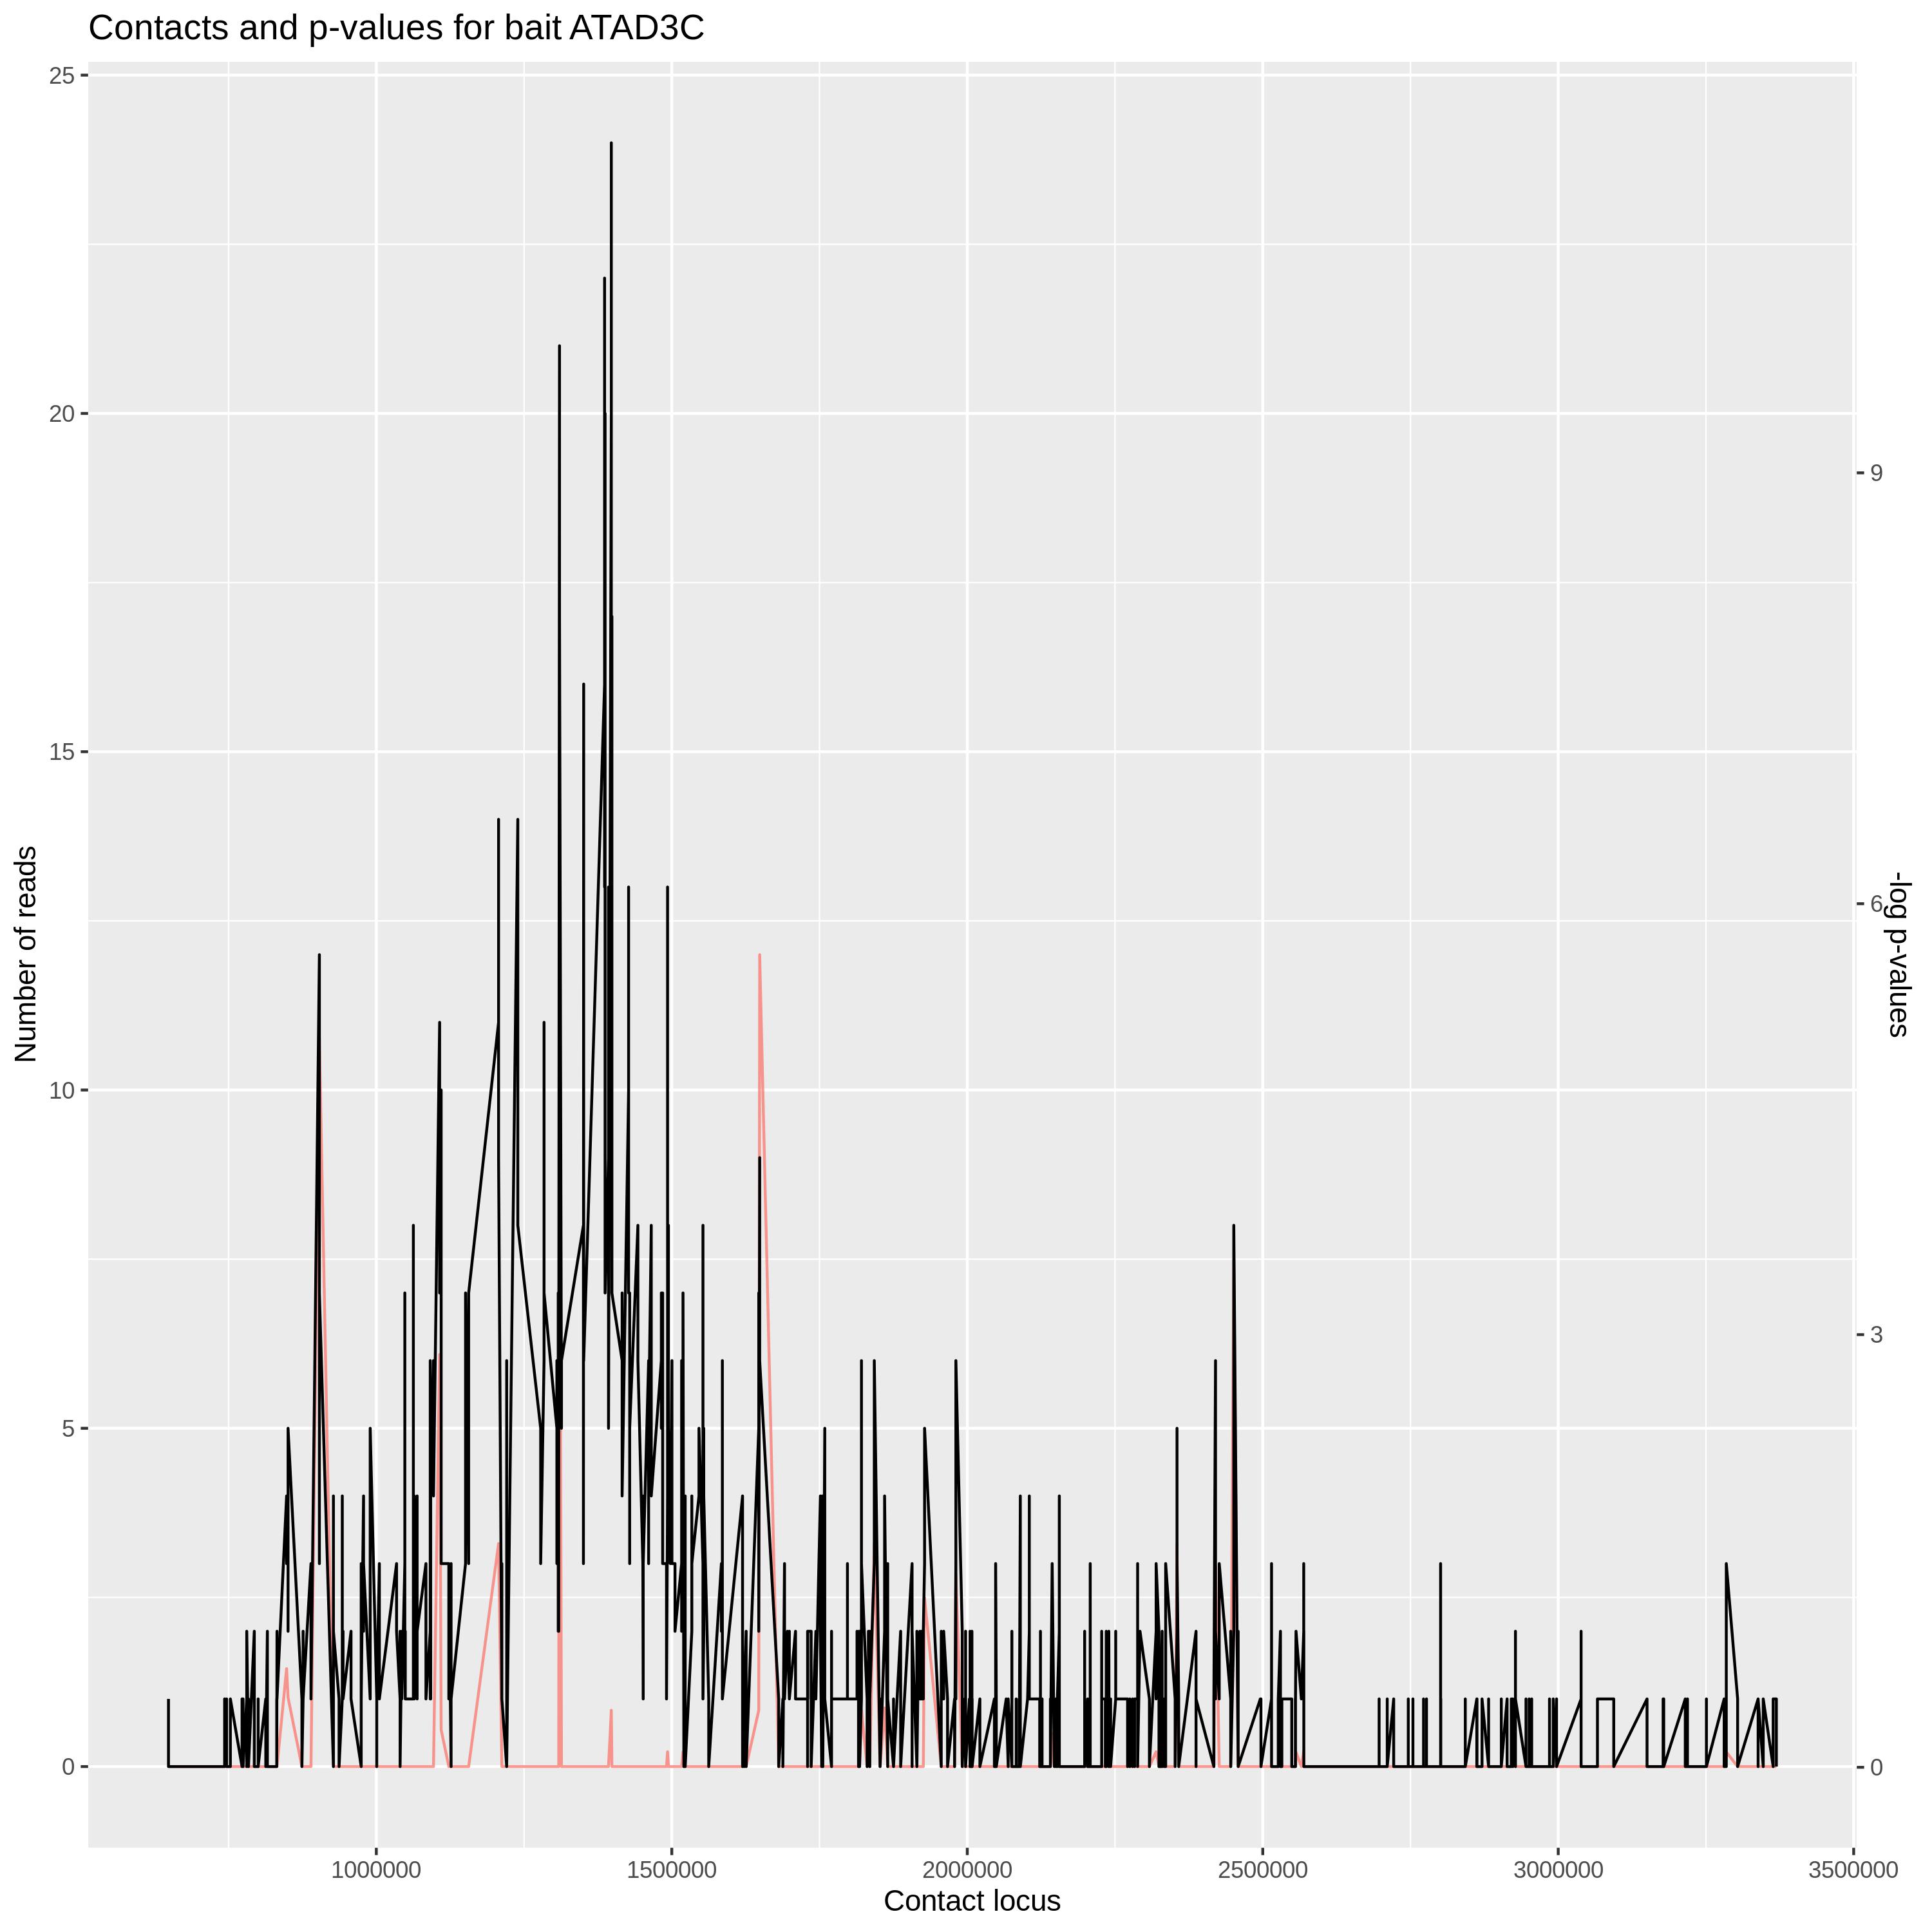 Contacts and p-values for bait ATAD3C
25
20
15
10
5
0
Number of reads
9
6
3
0
-log p-values
1000000 1500000 2000000 2500000 3000000 3500000
Contact locus